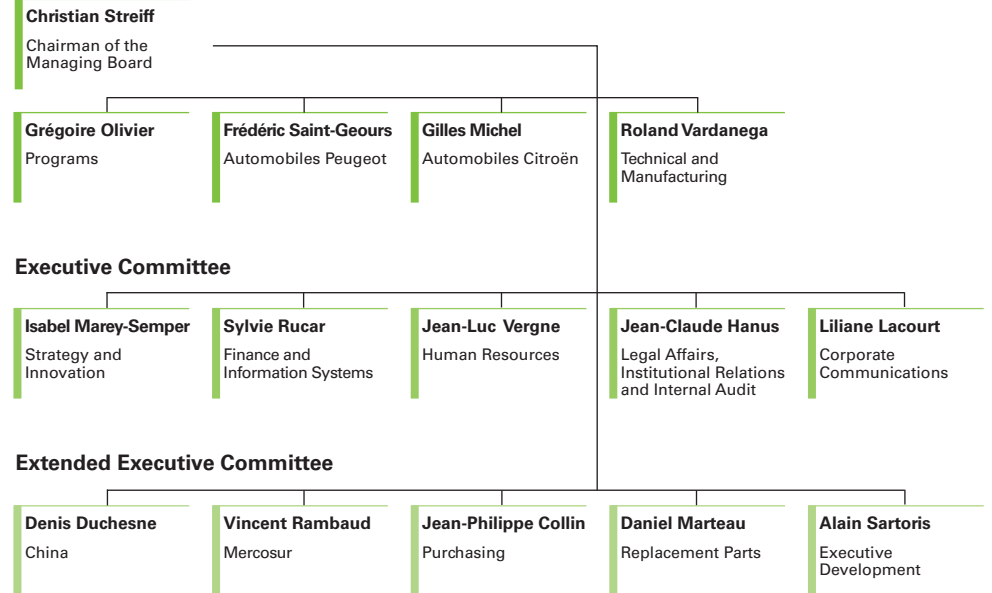 Christian Streiff
Chairman of the
Managing Board
Grégoire Olivier
Programs
Frédéric Saint-Geours
Automobiles Peugeot
Gilles Michel
Automobiles Citroën
Roland Vardanega
Technical and
Manufacturing
Executive Committee
Isabel Marey-Semper
Strategy and
Innovation
Sylvie Rucar
Finance and
Information Systems
Jean-Luc Vergne
Human Resources
Jean-Claude Hanus
Legal Affairs,
Institutional Relations
and Internal Audit
Liliane Lacourt
Corporate
Communications
Extended Executive Committee
Denis Duchesne
China
Vincent Rambaud
Mercosur
Jean-Philippe Collin
Purchasing
Daniel Marteau
Replacement Parts
Alain Sartoris
Executive
Development